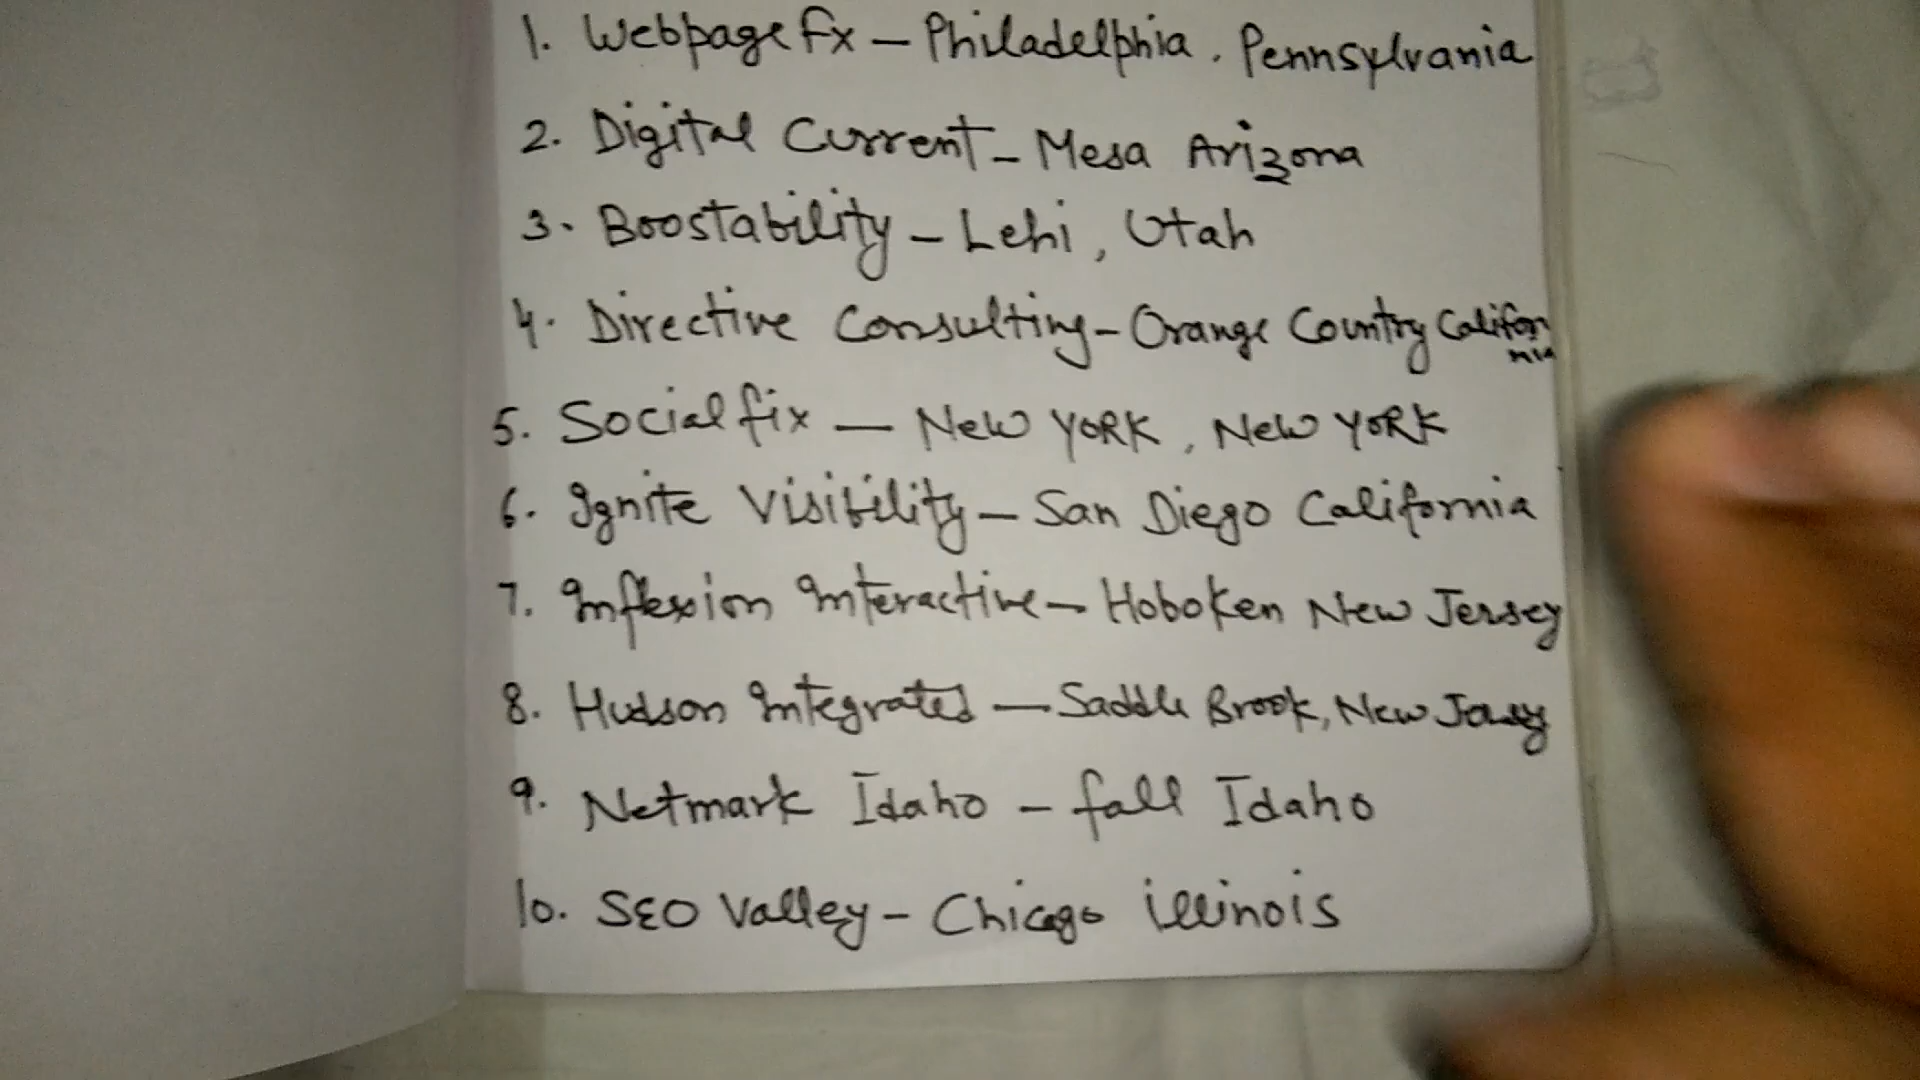 1. Webpage fx – Philadelphia, Pennsylvania
2. Digital Current – Mesa Arizona
3. Boostability – Lehi, Utah
4. Directive Consulting – Orange Country Califor
nia
5. Social fix – New YORK, New YORK
6. Ignite Visibility – San Diego California
7. Inflexion Interactive – Hoboken New Jersey
8. Hudson Integrated – Saddle Brook, New Jersey
9. Netmark Idaho – fall Idaho
10. SEO Valley – Chicago illinois